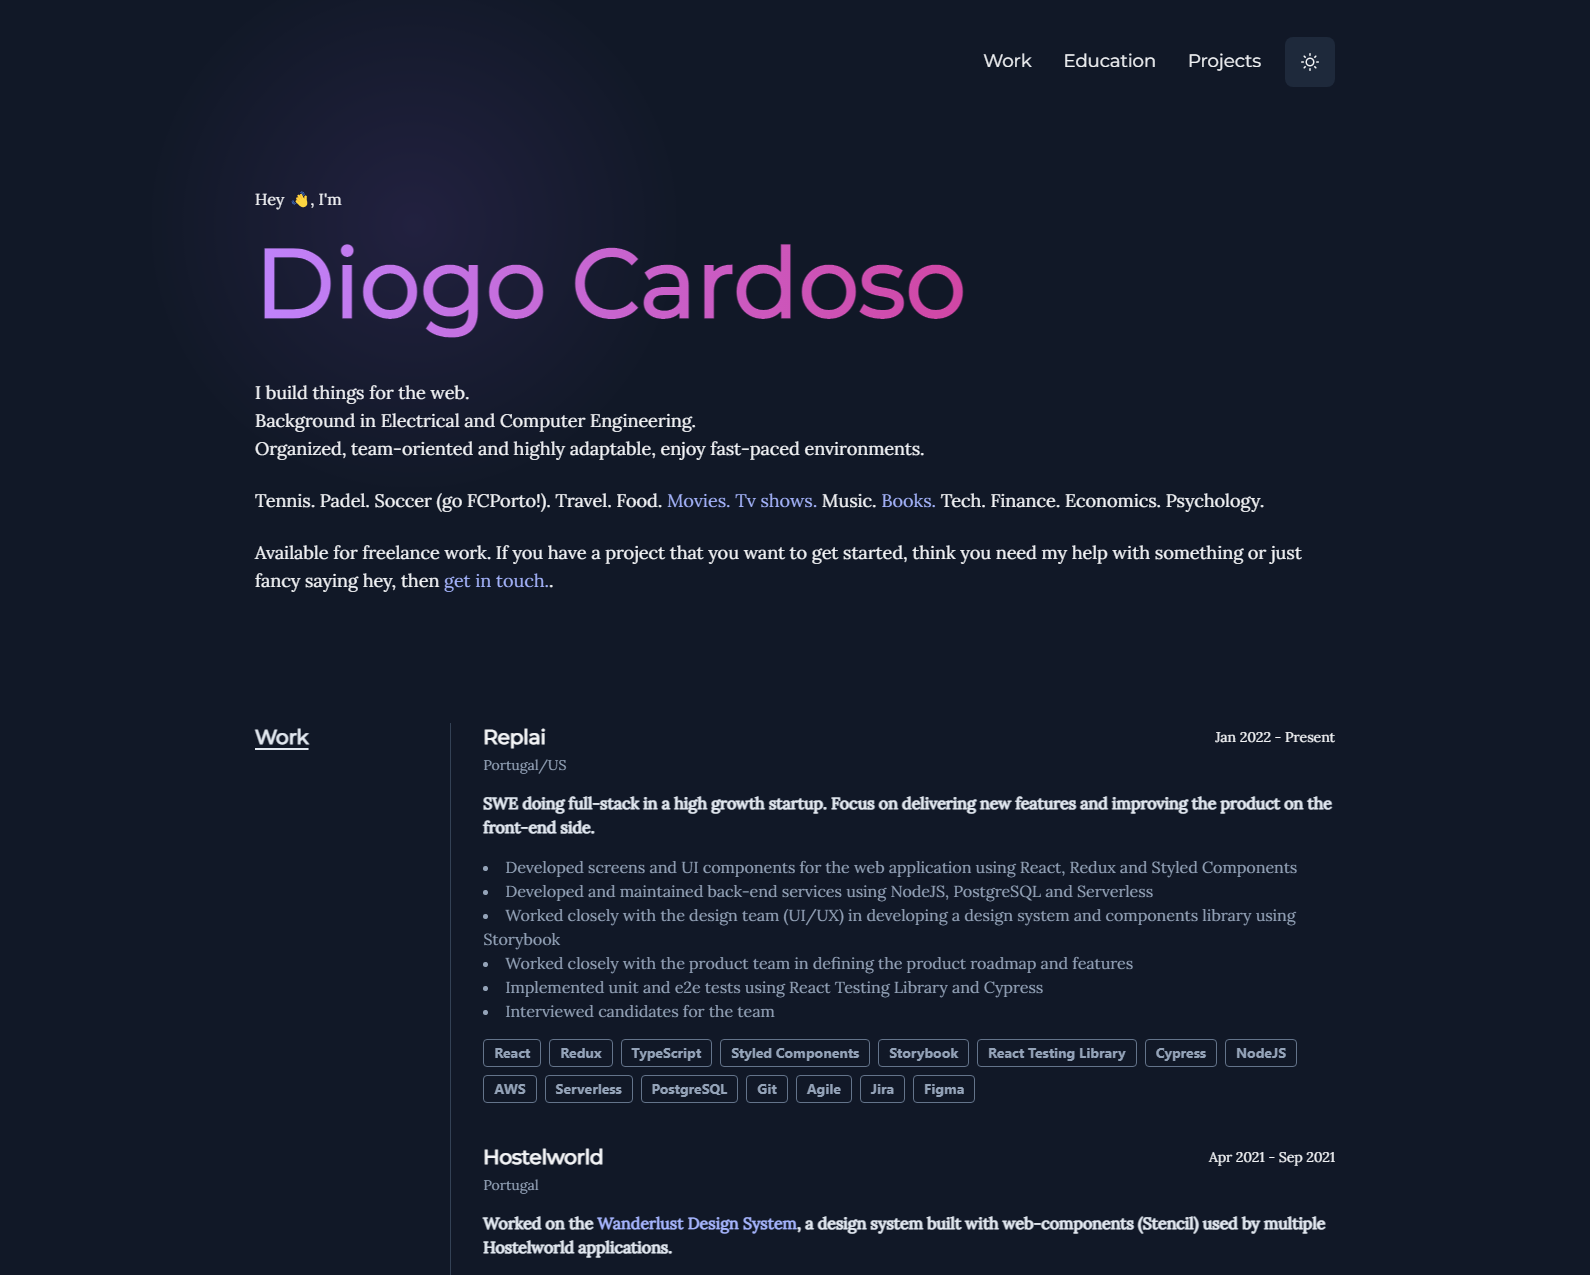 Work Education Projects
Hey 👋, I'm
Diogo Cardoso
I build things for the web.
Background in Electrical and Computer Engineering.
Organized, team-oriented and highly adaptable, enjoy fast-paced environments.
Tennis. Padel. Soccer (go FCPorto!). Travel. Food. Movies. Tv shows. Music. Books. Tech. Finance. Economics. Psychology.
Available for freelance work. If you have a project that you want to get started, think you need my help with something or just
fancy saying hey, then get in touch..
Work
Replai Jan 2022 - Present
Portugal/US
SWE doing full-stack in a high growth startup. Focus on delivering new features and improving the product on the
front-end side.
• Developed screens and UI components for the web application using React, Redux and Styled Components
• Developed and maintained back-end services using NodeJS, PostgreSQL and Serverless
• Worked closely with the design team (UI/UX) in developing a design system and components library using
Storybook
• Worked closely with the product team in defining the product roadmap and features
• Implemented unit and e2e tests using React Testing Library and Cypress
• Interviewed candidates for the team
React Redux TypeScript Styled Components Storybook React Testing Library Cypress NodeJS
AWS Serverless PostgreSQL Git Agile Jira Figma
Hostelworld Apr 2021 - Sep 2021
Portugal
Worked on the Wanderlust Design System, a design system built with web-components (Stencil) used by multiple
Hostelworld applications.